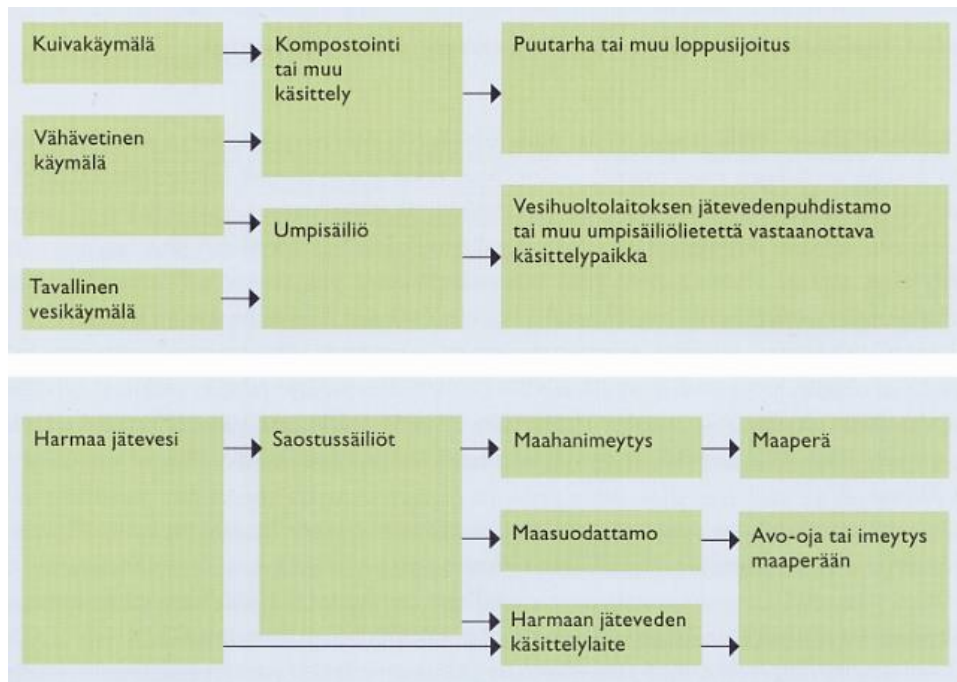 Kuivakäymälä
Kompostointi
tai muu
käsittely
Puutarha tai muu loppusijoitus
Vähävetinen
käymälä
Umpisäiliö
Vesihuoltolaitoksen jätevedenpuhdistamo
tai muu umpisäiliölietettä vastaanottava
käsittelypaikka
Tavallinen
vesikäymälä
Harmaa jätevesi
Saostussäiliöt
Maahanimeytys
Maaperä
Maasuodattamo
Avo-oja tai imeytys
maaperään
Harmaan jäteveden
käsittelylaite